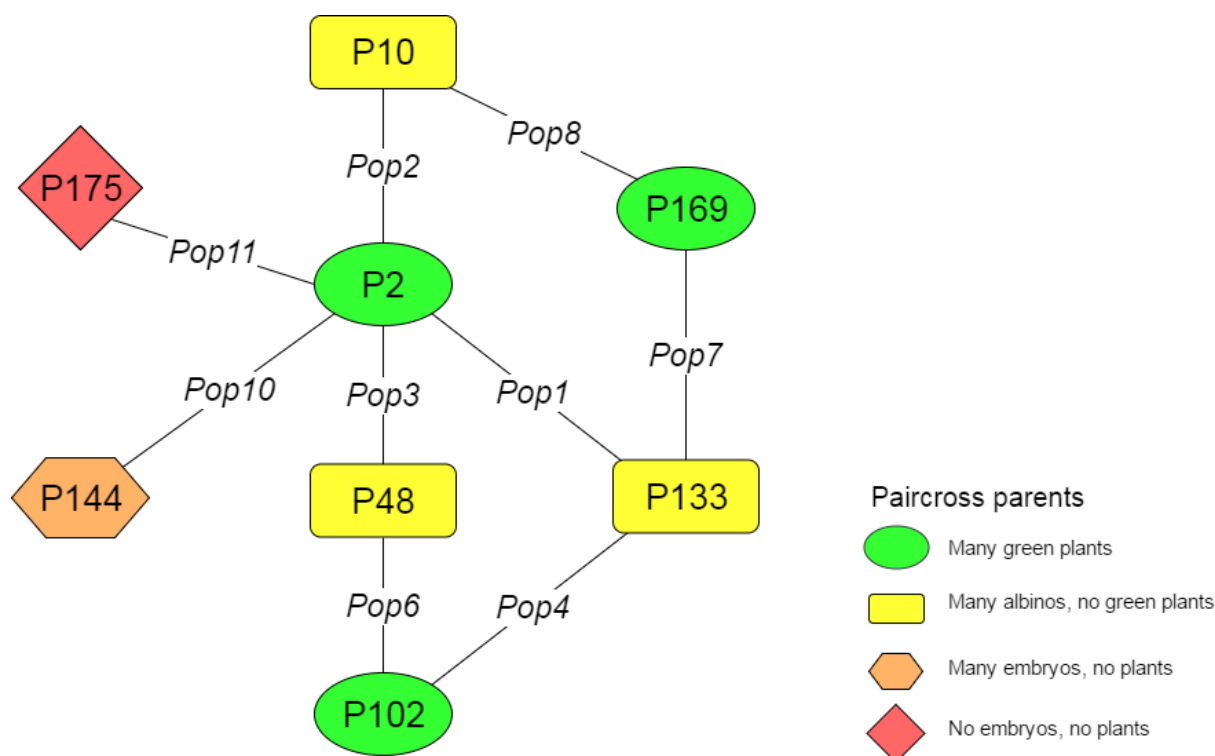 P10
Pop8
Pop2
P175
P169
Pop11
P2
Pop7
Pop10
Pop3
Pop1
P144
P48
P133
Paircross parents
Many green plants
Many albinos, no green plants
Pop6
Pop4
Many embryos, no plants
P102
No embryos, no plants